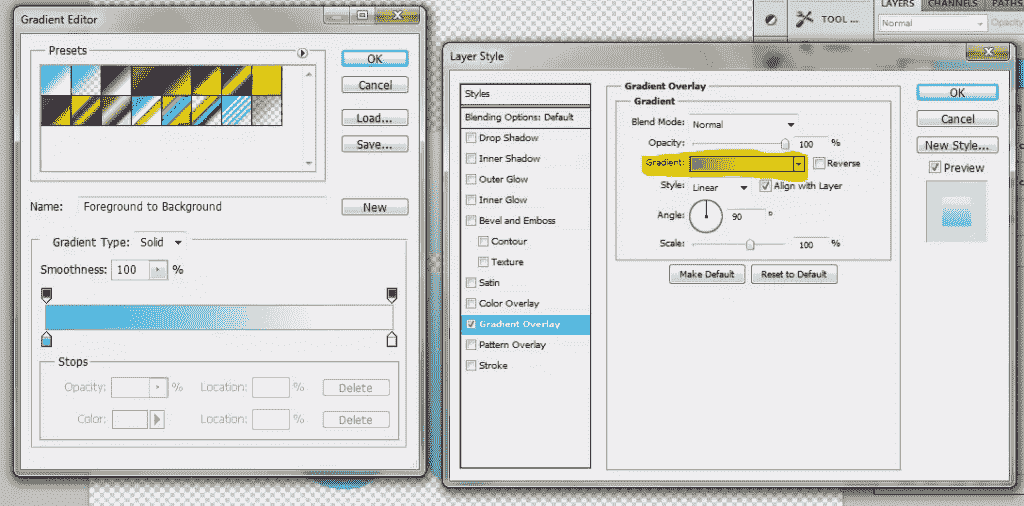 Gradient Editor
Presets
OK
Cancel
Load...
Save...
Name: Foreground to Background
New
Gradient Type: Solid
Smoothness: 100 %
Stops
Opacity: % Location: % Delete
Color: Location: % Delete
TOOL ...
LAYERS CHANNELS PATHS
Normal Opacity
Layer Style
Styles
Blending Options: Default
Drop Shadow
Inner Shadow
Outer Glow
Inner Glow
Bevel and Emboss
Contour
Texture
Satin
Color Overlay
Gradient Overlay
Pattern Overlay
Stroke
Gradient Overlay
Gradient
Blend Mode: Normal
Opacity: 100 %
Gradient: Reverse
Style: Linear Align with Layer
Angle: 90 °
Scale: 100 %
Make Default Reset to Default
OK
Cancel
New Style...
Preview